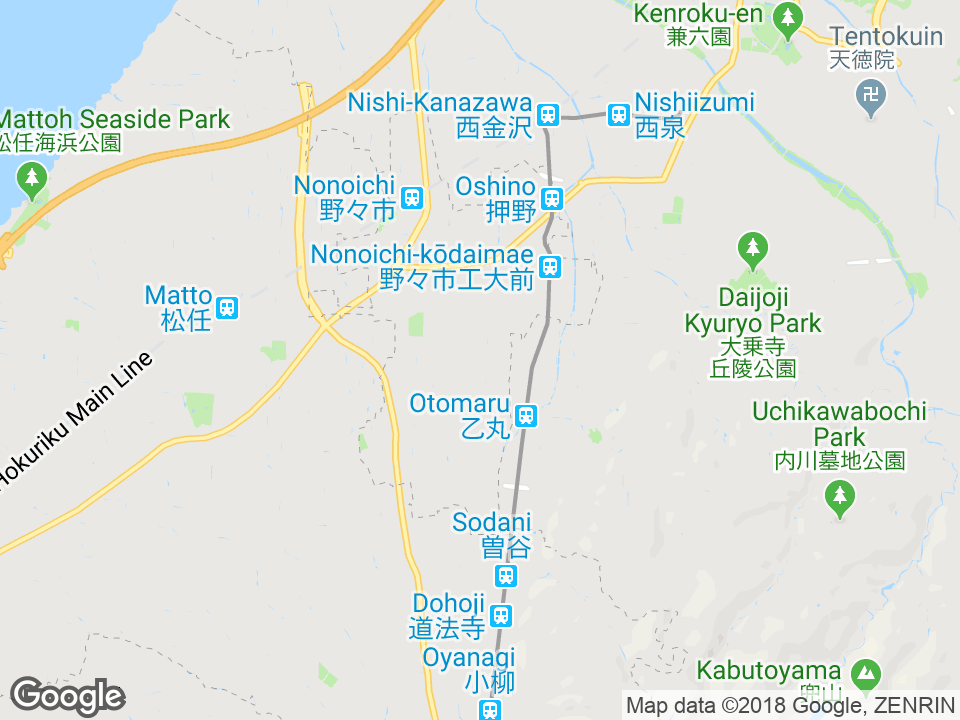 Kenroku-en
兼六園
Tentokuin
天徳院
Nishi-Kanazawa
西金沢
Nishiizumi
西泉
Mattoh Seaside Park
松任海浜公園
Nonoichi
野々市
Oshino
押野
Nonoichi-kōdaimae
野々市工大前
Matto
松任
Daijoji
Kyuryo Park
大乗寺
丘陵公園
Hokuriku Main Line
Otomaru
乙丸
Uchikawabochi
Park
内川墓地公園
Sodani
曽谷
Dohoji
道法寺
Oyanagi
小柳
Kabutoyama
兜山
Google
Map data ©2018 Google, ZENRIN